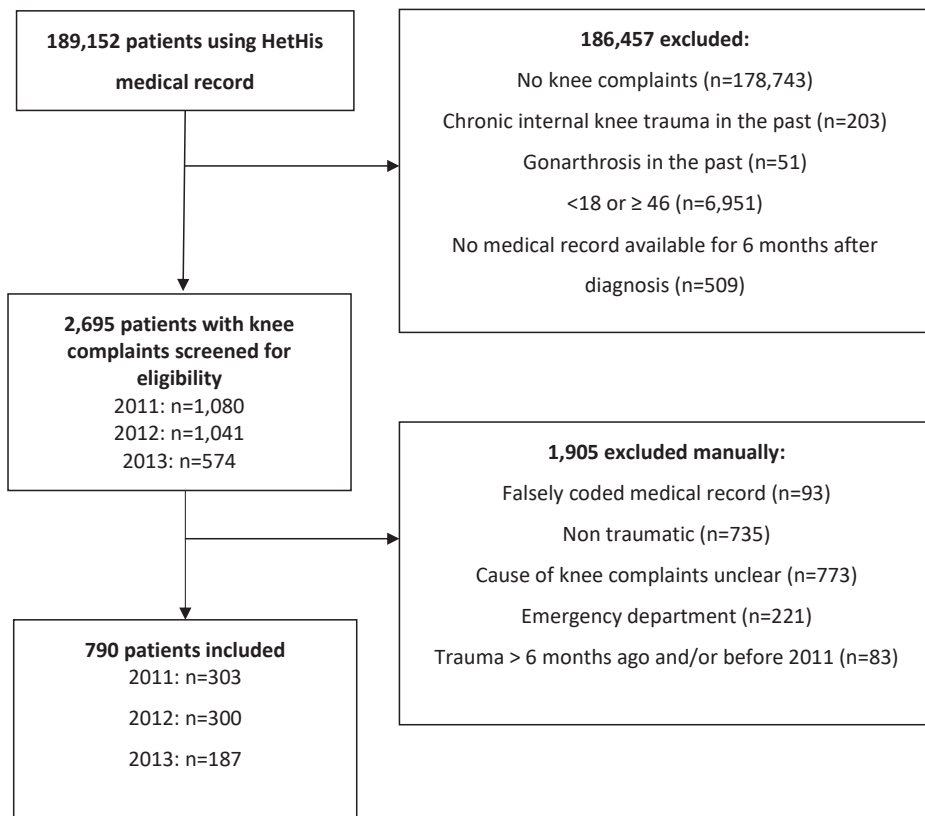 189,152 patients using HetHis
medical record
186,457 excluded:
No knee complaints (n=178,743)
Chronic internal knee trauma in the past (n=203)
Gonarthrosis in the past (n=51)
<18 or ≥ 46 (n=6,951)
No medical record available for 6 months after
diagnosis (n=509)
2,695 patients with knee
complaints screened for
eligibility
2011: n=1,080
2012: n=1,041
2013: n=574
1,905 excluded manually:
Falsely coded medical record (n=93)
Non traumatic (n=735)
Cause of knee complaints unclear (n=773)
Emergency department (n=221)
Trauma > 6 months ago and/or before 2011 (n=83)
790 patients included
2011: n=303
2012: n=300
2013: n=187